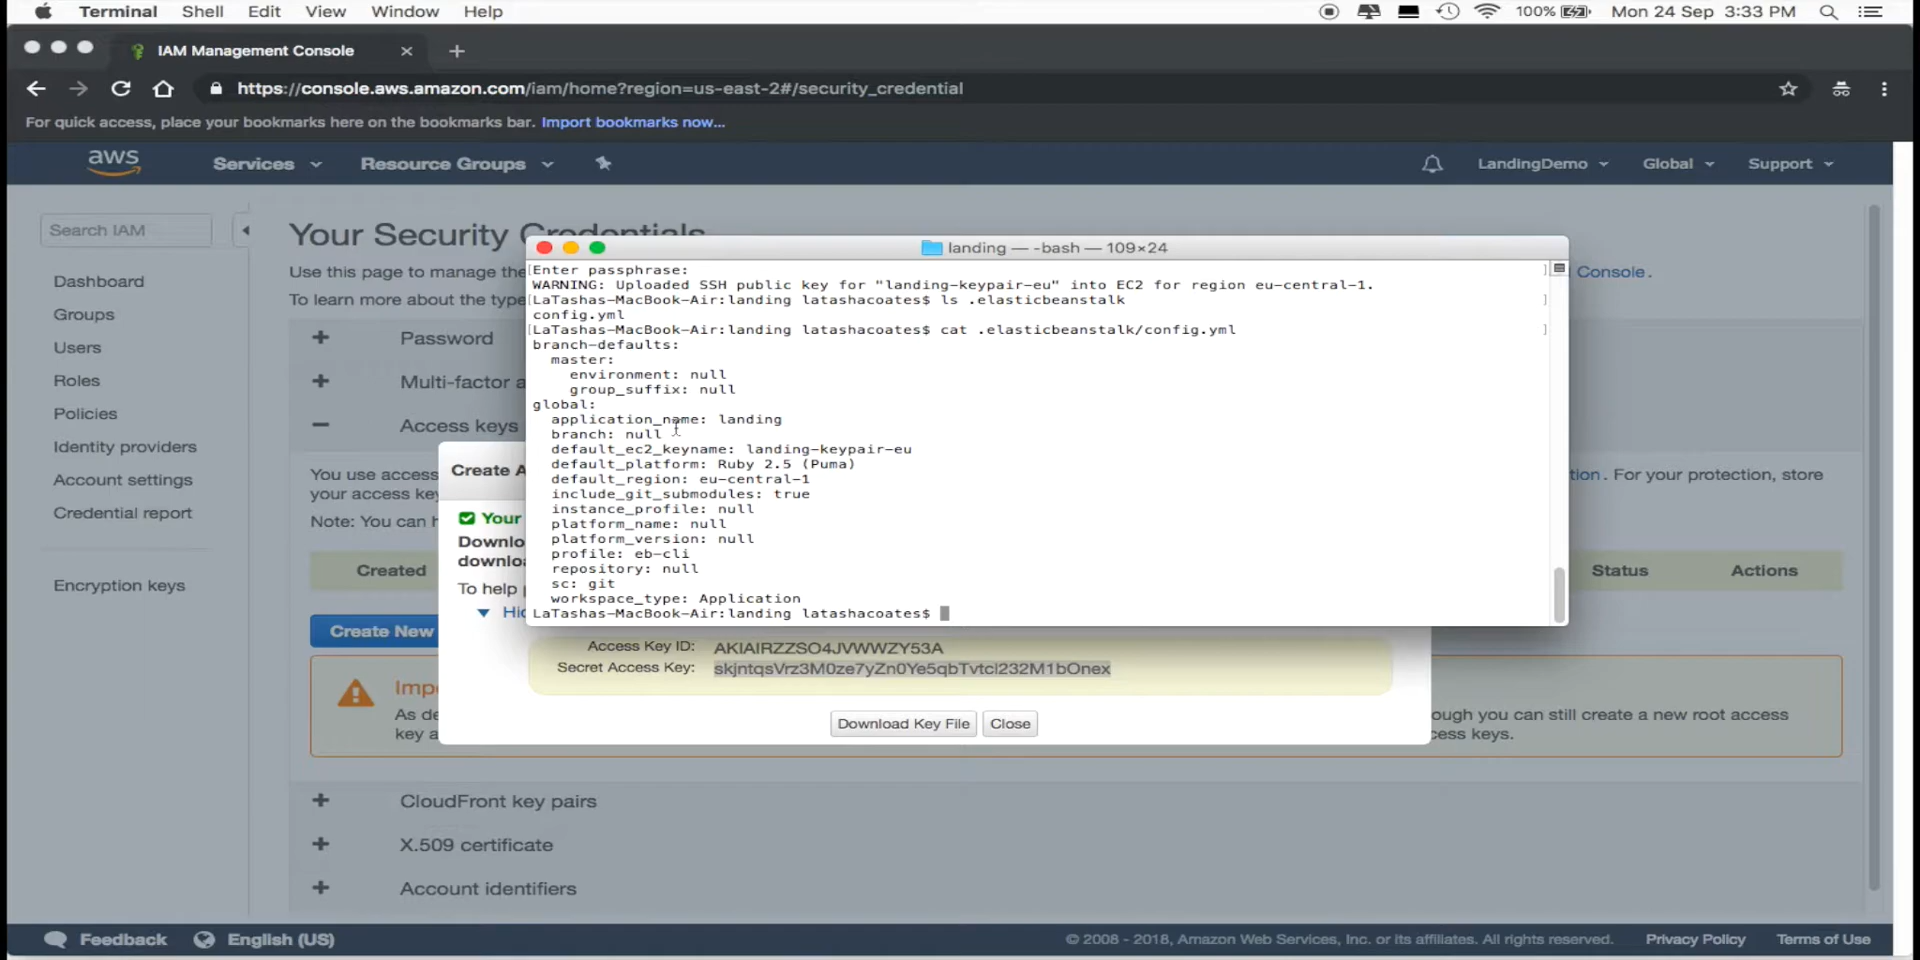 Terminal Shell Edit View Window Help 100% Mon 24 Sep 3:33 PM
IAM Management Console
https://console.aws.amazon.com/iam/home?region=us-east-2#/security_credential
For quick access, place your bookmarks here on the bookmarks bar. Import bookmarks now...
aws Services Resource Groups LandingDemo Global Support
Search IAM
Dashboard
Groups
Users
Roles
Policies
Identity providers
Account settings
Credential report
Encryption keys
Your Security Credentials
Use this page to manage the Console.
To learn more about the type
Password
Multi-factor a
Access keys
You use access tion. For your protection, store
your access key
Note: You can h
Created Status Actions
Create New
Impo
As de ough you can still create a new root access
key a cess keys.
CloudFront key pairs
X.509 certificate
Account identifiers
landing — -bash — 109×24
Enter passphrase:
WARNING: Uploaded SSH public key for "landing-keypair-eu" into EC2 for region eu-central-1.
LaTashas-MacBook-Air:landing latashacoates$ ls .elasticbeanstalk
config.yml
LaTashas-MacBook-Air:landing latashacoates$ cat .elasticbeanstalk/config.yml
branch-defaults:
master:
environment: null
group_suffix: null
global:
application_name: landing
branch: null
default_ec2_keyname: landing-keypair-eu
default_platform: Ruby 2.5 (Puma)
default_region: eu-central-1
include_git_submodules: true
instance_profile: null
platform_name: null
platform_version: null
profile: eb-cli
repository: null
sc: git
workspace_type: Application
LaTashas-MacBook-Air:landing latashacoates$
Create A
Your
Downlo
downloa
To help p
Hid
Access Key ID:
Secret Access Key:
Download Key File Close
Feedback English (US) © 2008 - 2018, Amazon Web Services, Inc. or its affiliates. All rights reserved. Privacy Policy Terms of Use